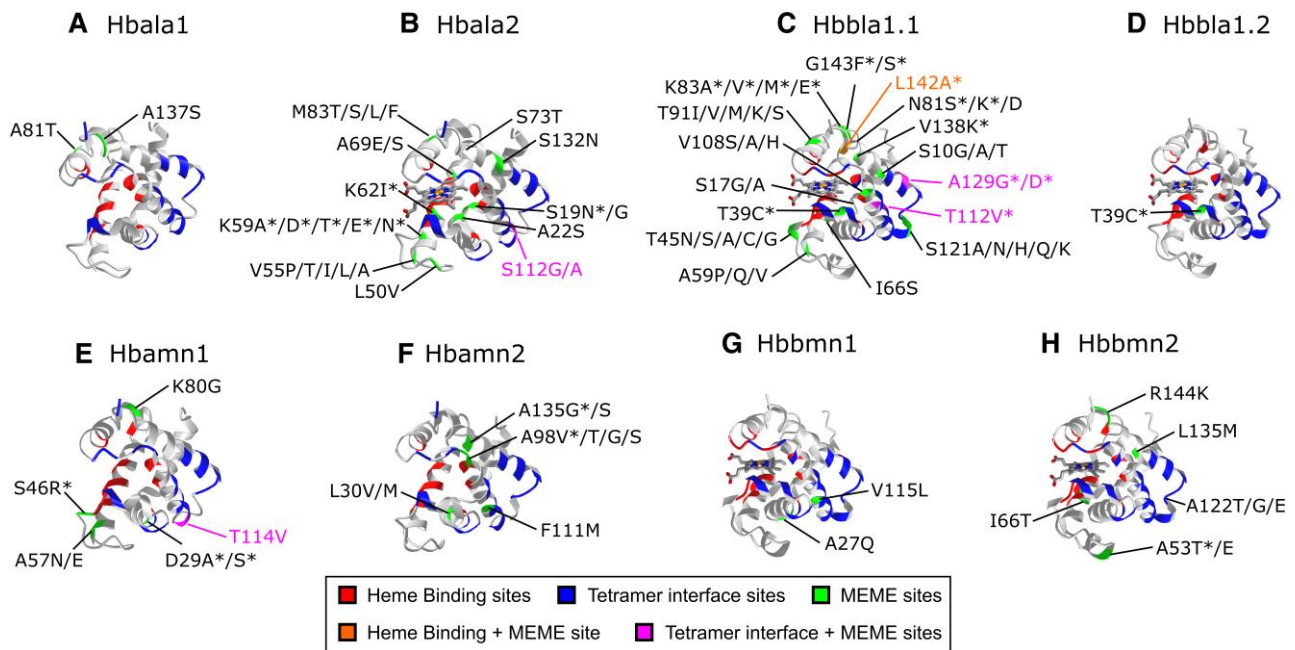 A Hbala1
A137S
A81T
B Hbala2
M83T/S/L/F
S73T
A69E/S
S132N
K62I*
S19N*/G
K59A*/D*/T*/E*/N*
A22S
V55P/T/I/L/A
S112G/A
L50V
C Hbbla1.1
G143F*/S*
K83A*/V*/M*/E*
L142A*
T91I/V/M/K/S
N81S*/K*/D
V108S/A/H
V138K*
S10G/A/T
S17G/A
A129G*/D*
T39C*
T112V*
T45N/S/A/C/G
S121A/N/H/Q/K
A59P/Q/V
I66S
D Hbbla1.2
T39C*
E Hbamn1
K80G
S46R*
T114V
A57N/E
D29A*/S*
F Hbamn2
A135G*/S
A98V*/T/G/S
L30V/M
F111M
G Hbbmn1
V115L
A27Q
H Hbbmn2
R144K
L135M
I66T
A122T/G/E
A53T*/E
Heme Binding sites
Tetramer interface sites
MEME sites
Heme Binding + MEME site
Tetramer interface + MEME sites